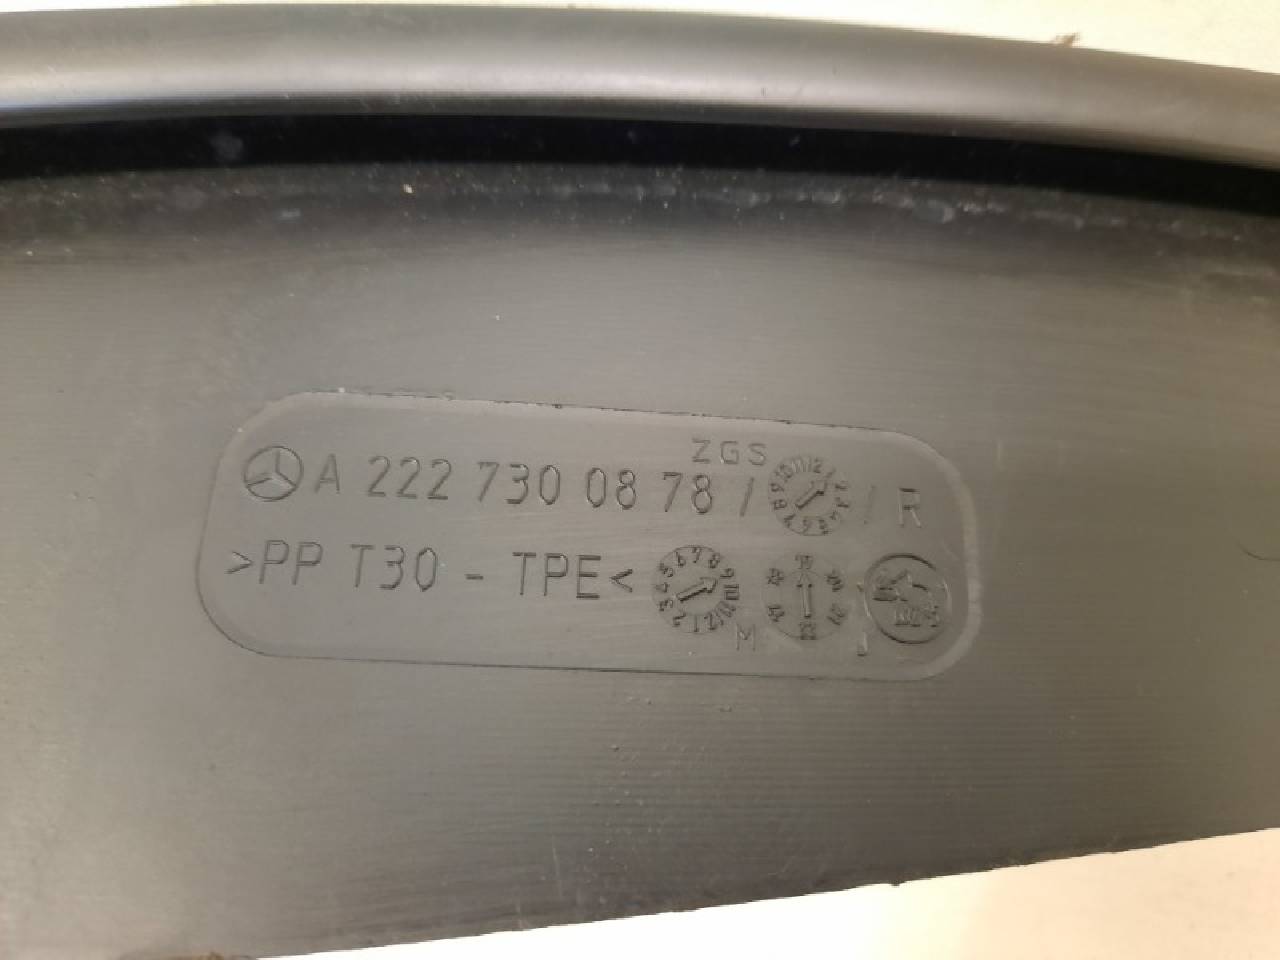 ZGS
A 222 730 08 78 / / R
>PP T30 - TPE<
M